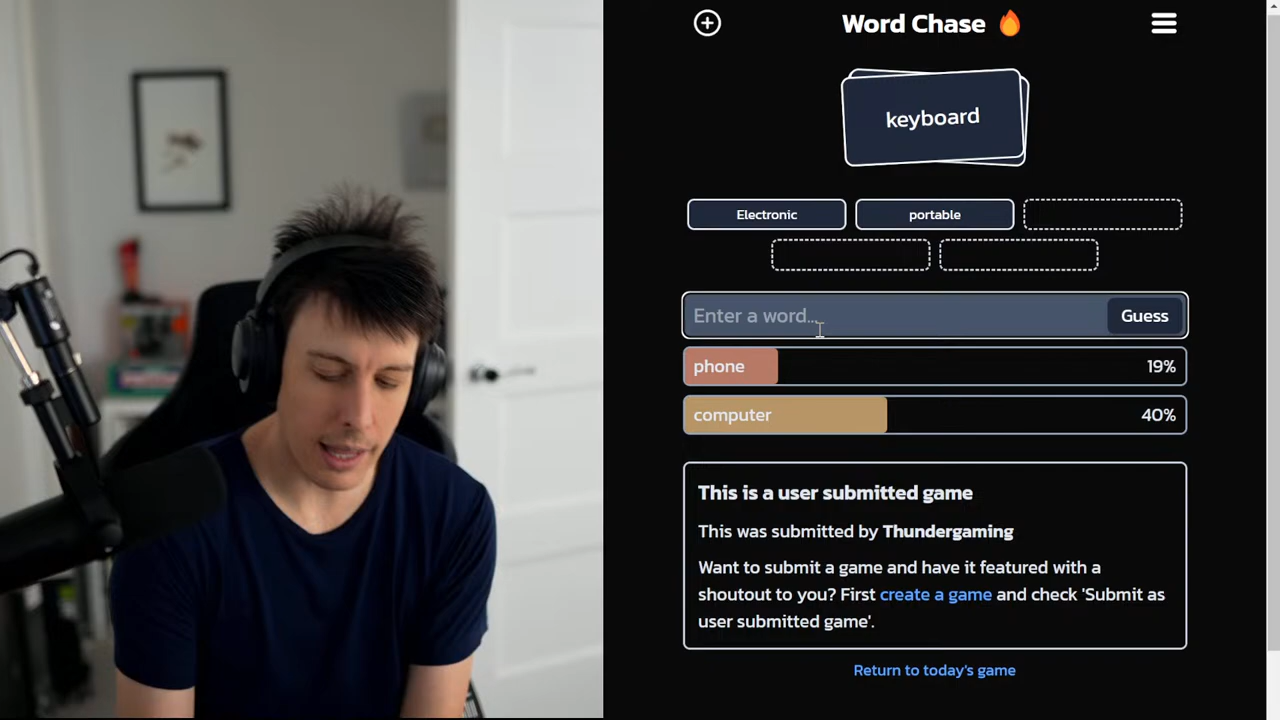 Word Chase 🔥
keyboard
Electronic
portable
Enter a word...
Guess
phone
19%
computer
40%
This is a user submitted game
This was submitted by Thundergaming
Want to submit a game and have it featured with a
shoutout to you? First create a game and check 'Submit as
user submitted game'.
Return to today's game